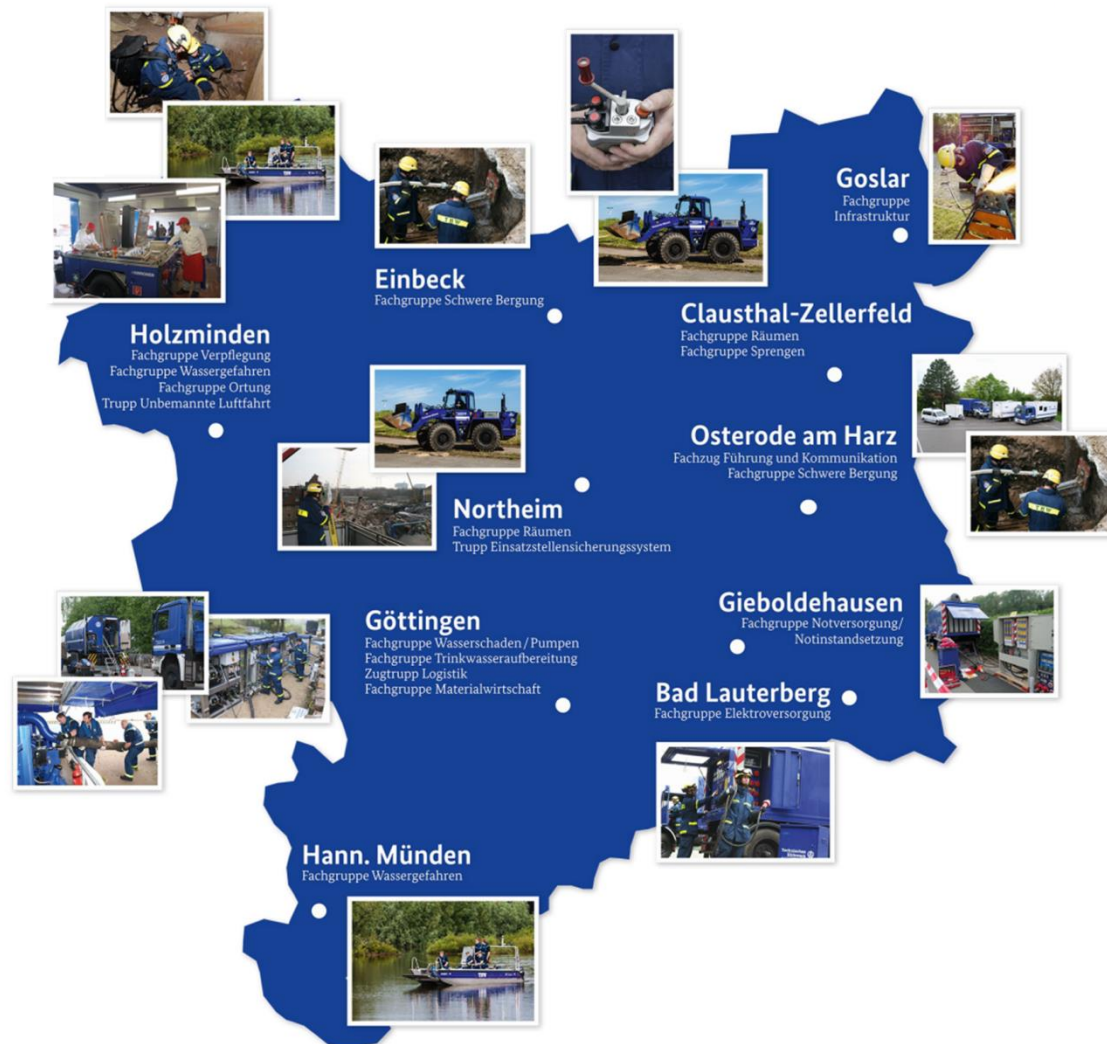 Goslar
Fachgruppe
Infrastruktur
Einbeck
Fachgruppe Schwere Bergung
Clausthal-Zellerfeld
Fachgruppe Räumen
Fachgruppe Sprengen
Holzminden
Fachgruppe Verpflegung
Fachgruppe Wassergefahren
Fachgruppe Ortung
Trupp Unbemannte Luftfahrt
Osterode am Harz
Fachzug Führung und Kommunikation
Fachgruppe Schwere Bergung
Northeim
Fachgruppe Räumen
Trupp Einsatzstellensicherungssystem
Gieboldehausen
Fachgruppe Notversorgung/
Notinstandsetzung
Göttingen
Fachgruppe Wasserschaden / Pumpen
Fachgruppe Trinkwasseraufbereitung
Zugtrupp Logistik
Fachgruppe Materialwirtschaft
Bad Lauterberg
Fachgruppe Elektroversorgung
Hann. Münden
Fachgruppe Wassergefahren
THW
THW